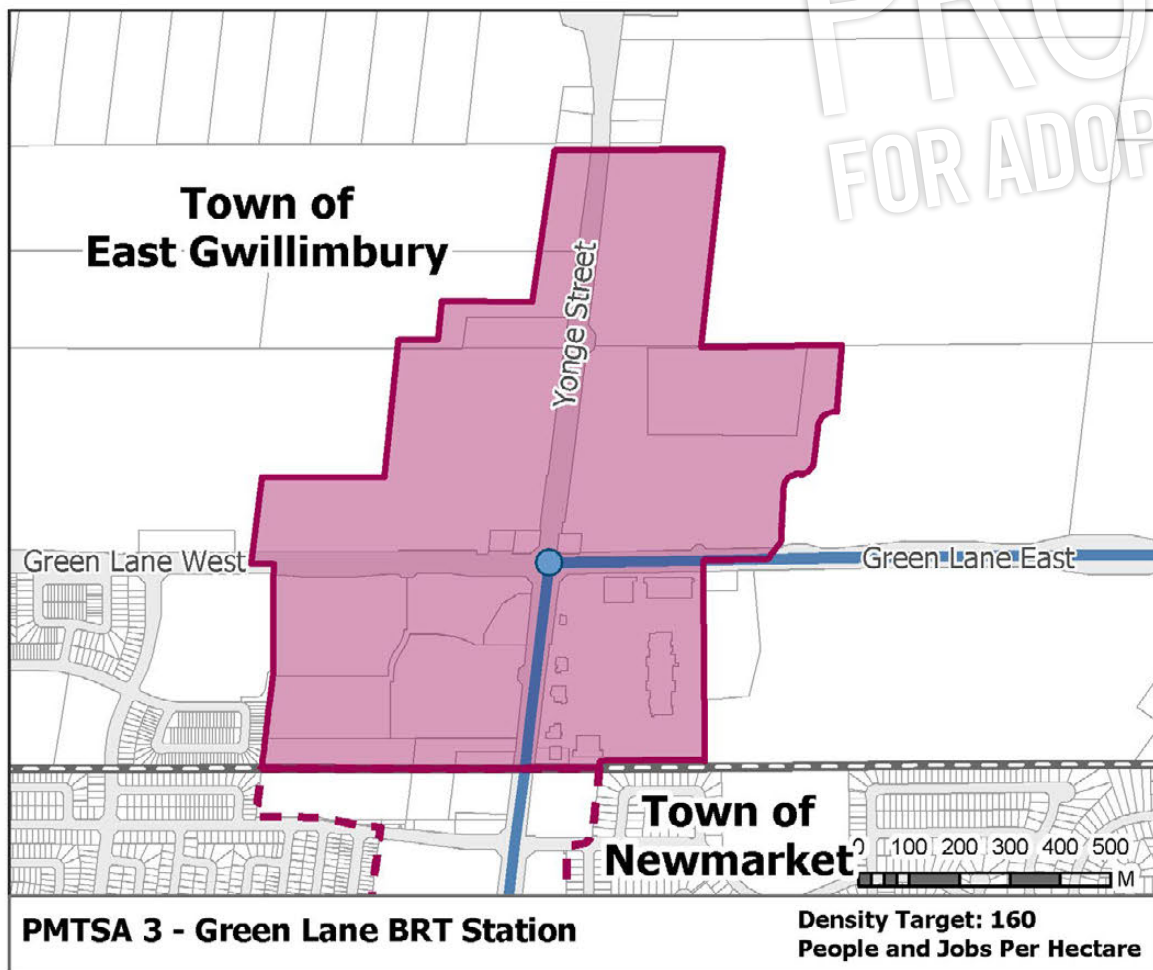 PRO
FOR ADOP
Town of
East Gwillimbury
Yonge Street
Green Lane West
Green Lane East
Town of
Newmarket
0 100 200 300 400 500
M
PMTSA 3 - Green Lane BRT Station
Density Target: 160
People and Jobs Per Hectare